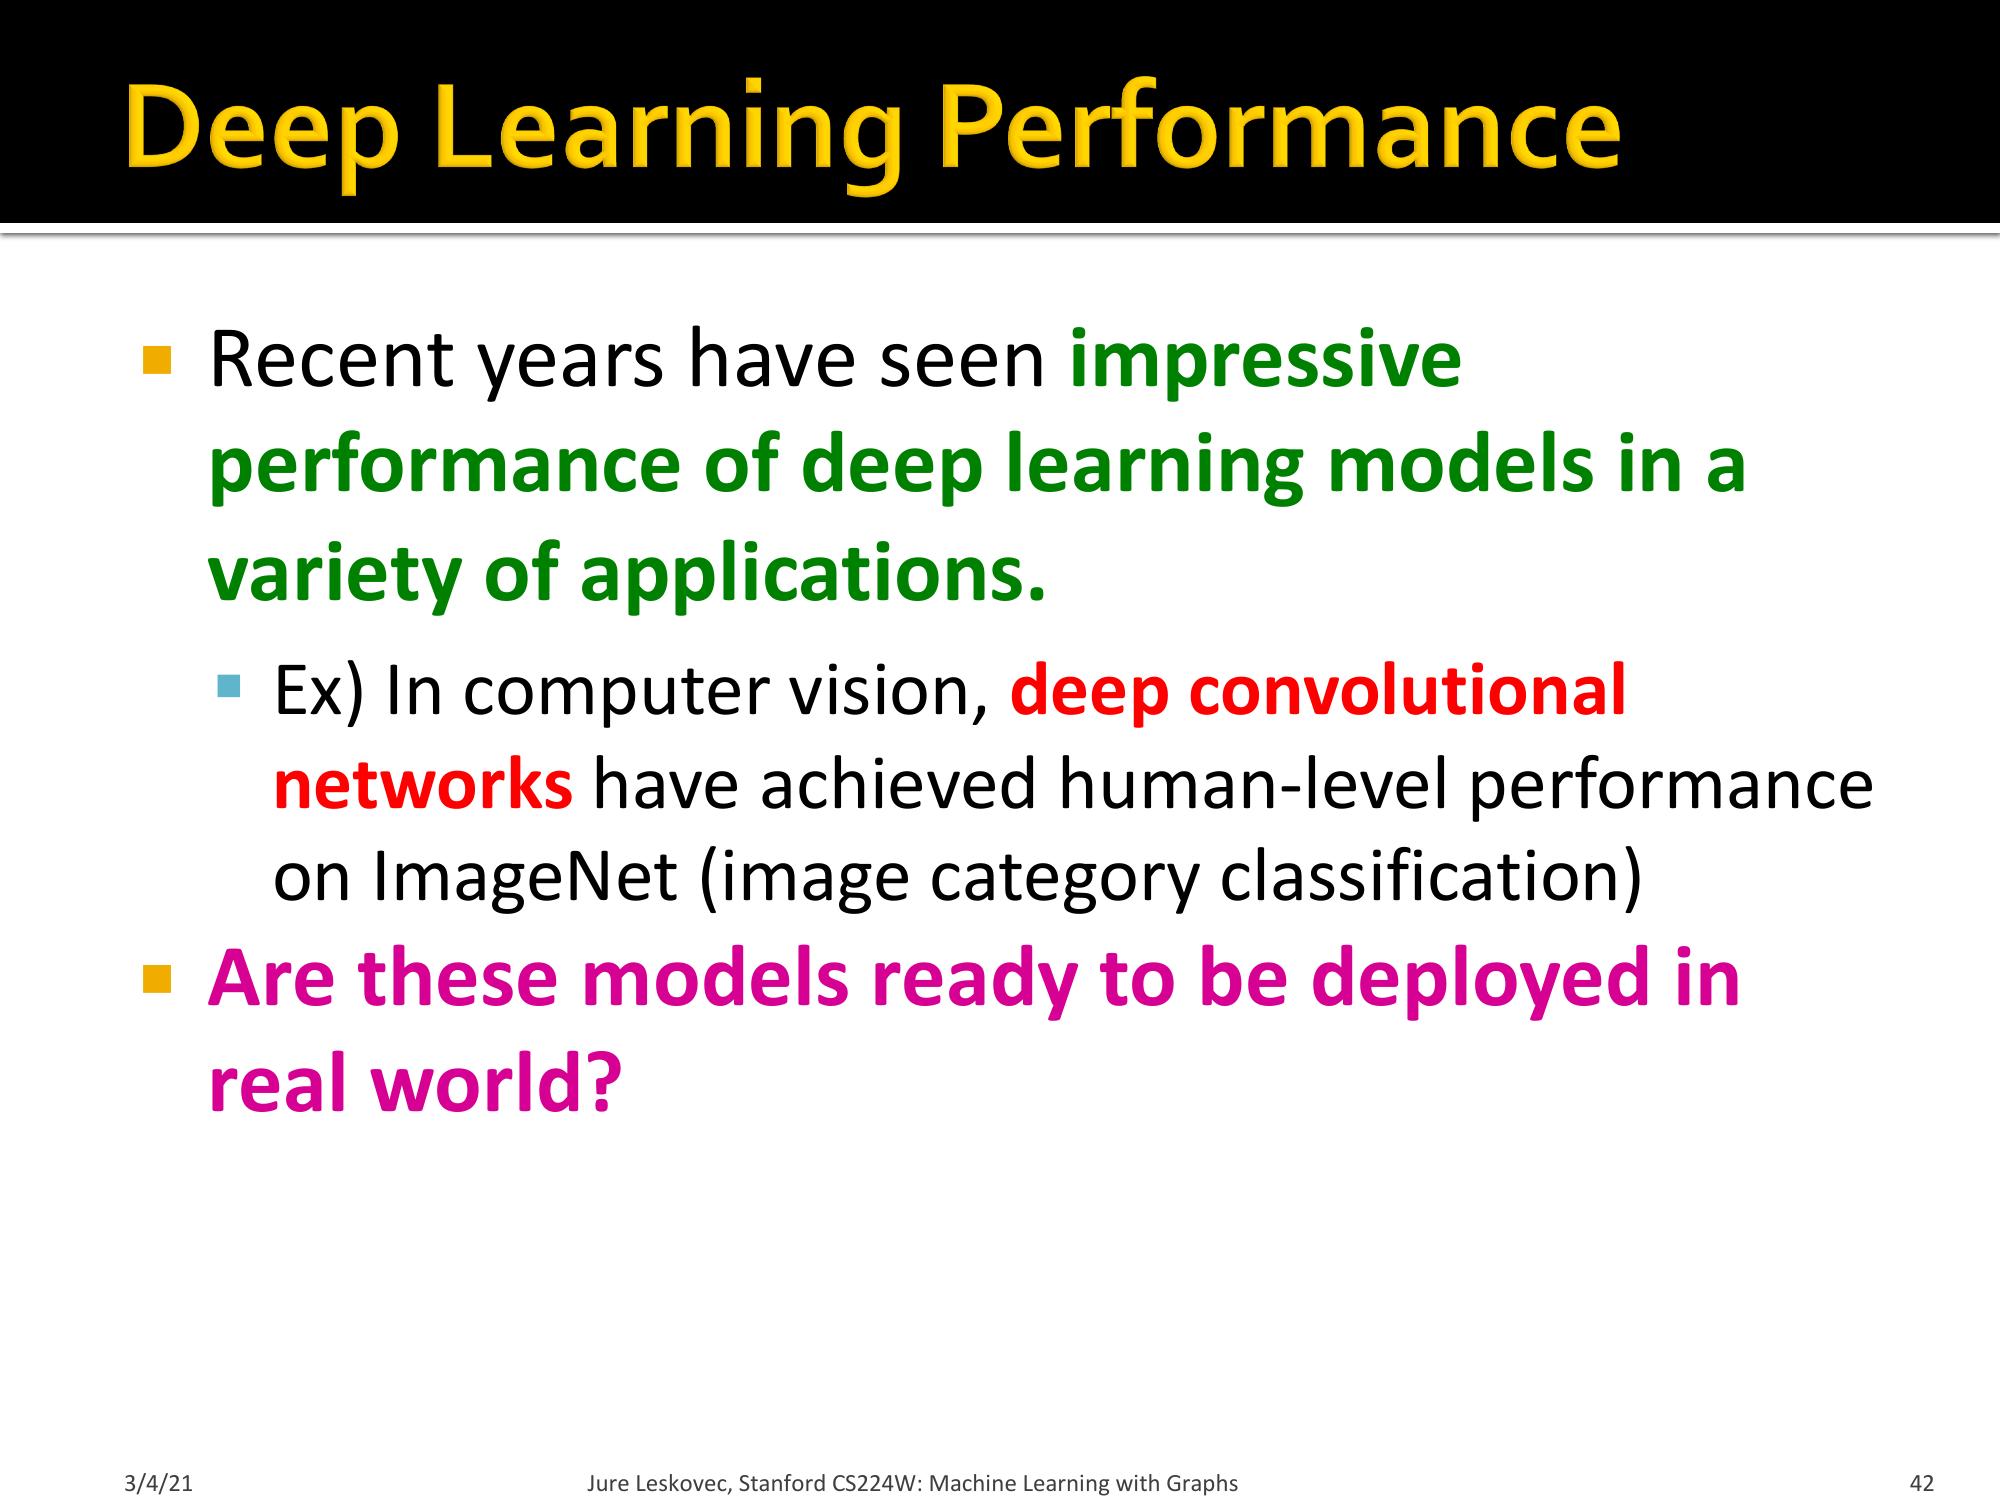 Deep Learning Performance
Recent years have seen impressive
performance of deep learning models in a
variety of applications.
Ex) In computer vision, deep convolutional
networks have achieved human-level performance
on ImageNet (image category classification)
Are these models ready to be deployed in
real world?
3/4/21
Jure Leskovec, Stanford CS224W: Machine Learning with Graphs
42